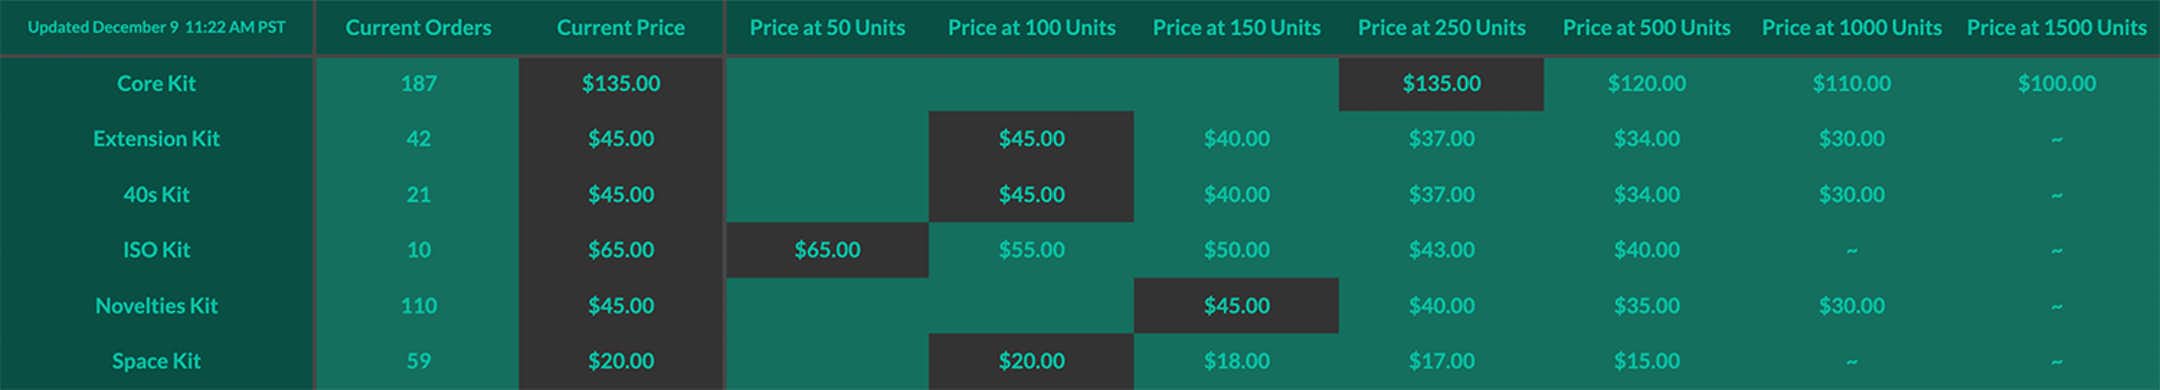 Updated December 9 11:22 AM PST Current Orders Current Price Price at 50 Units Price at 100 Units Price at 150 Units Price at 250 Units Price at 500 Units Price at 1000 Units Price at 1500 Units
Core Kit 187 $135.00 $135.00 $120.00 $110.00 $100.00
Extension Kit 42 $45.00 $45.00 $40.00 $37.00 $34.00 $30.00 ~
40s Kit 21 $45.00 $45.00 $40.00 $37.00 $34.00 $30.00 ~
ISO Kit 10 $65.00 $65.00 $55.00 $50.00 $43.00 $40.00 ~ ~
Novelties Kit 110 $45.00 $45.00 $40.00 $35.00 $30.00 ~
Space Kit 59 $20.00 $20.00 $18.00 $17.00 $15.00 ~ ~